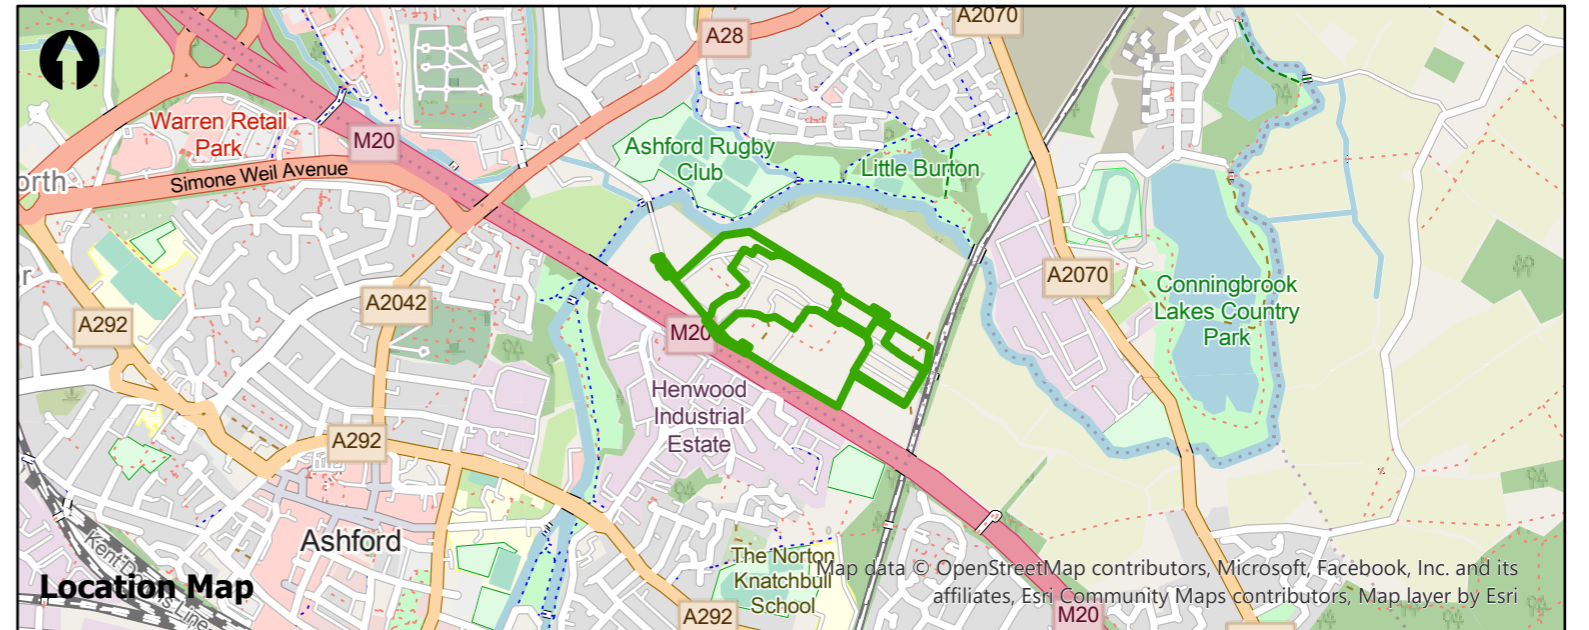 A2070
A28
Warren Retail
Park
M20
Ashford Rugby
Club
Little Burton
orth
Simone Weil Avenue
A2070
Conningbrook
Lakes Country
Park
r
A2042
A292
M20
Henwood
Industrial
Estate
A292
Ashford
The Norton
Knatchbull
School
Map data © OpenStreetMap contributors, Microsoft, Facebook, Inc. and its
affiliates, Esri Community Maps contributors, Map layer by Esri
Location Map
A292
M20